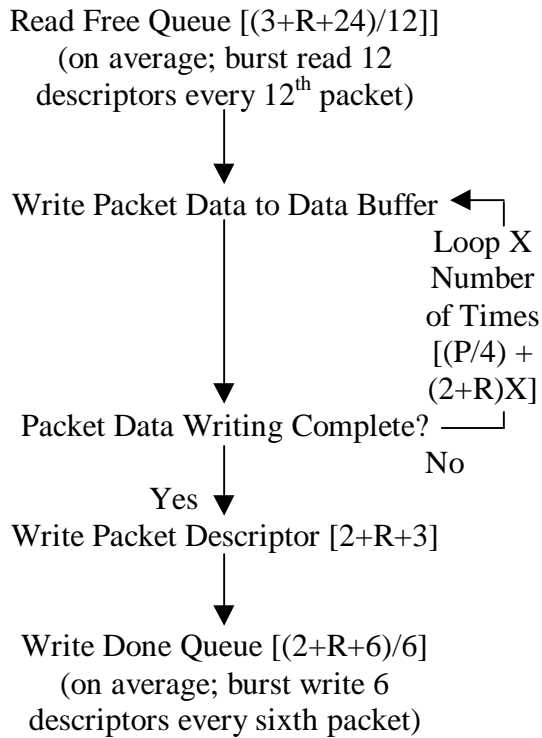 Read Free Queue [(3+R+24)/12]]
(on average; burst read 12
descriptors every 12th packet)
Write Packet Data to Data Buffer
Loop X
Number
of Times
[(P/4) +
(2+R)X]
Packet Data Writing Complete?
No
Yes
Write Packet Descriptor [2+R+3]
Write Done Queue [(2+R+6)/6]
(on average; burst write 6
descriptors every sixth packet)